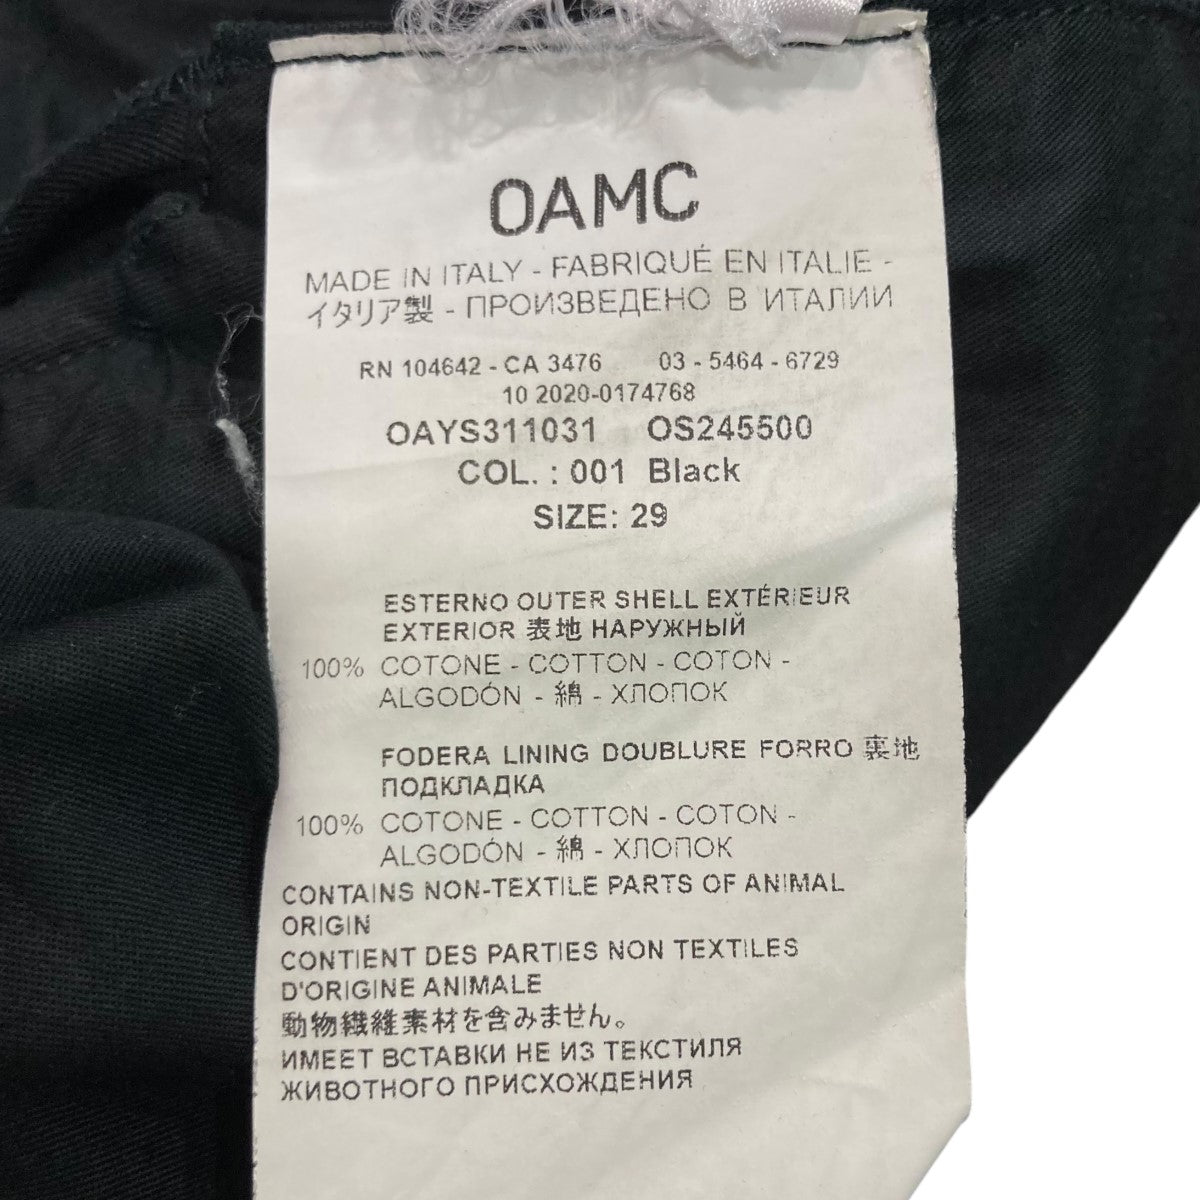 OAMC
MADE IN ITALY - FABRIQUÉ EN ITALIE -
イタリア製 - ПРОИЗВЕДЕНО В ИТАЛИИ
RN 104642 - CA 3476 03 - 5464 - 6729
10 2020-0174768
OAYS311031 OS245500
COL. : 001 Black
SIZE: 29
ESTERNO OUTER SHELL EXTÉRIEUR
EXTERIOR 表地 НАРУЖНЫЙ
100% COTONE - COTTON - COTON -
ALGODÓN - 綿 - ХЛОПОК
FODERA LINING DOUBLURE FORRO 裏地
ПОДКЛАДКА
100% COTONE - COTTON - COTON -
ALGODÓN - 綿 - ХЛОПОК
CONTAINS NON-TEXTILE PARTS OF ANIMAL
ORIGIN
CONTIENT DES PARTIES NON TEXTILES
D'ORIGINE ANIMALE
動物繊維素材を含みません。
ИМЕЕТ ВСТАВКИ НЕ ИЗ ТЕКСТИЛЯ
ЖИВОТНОГО ПРИСХОЖДЕНИЯ